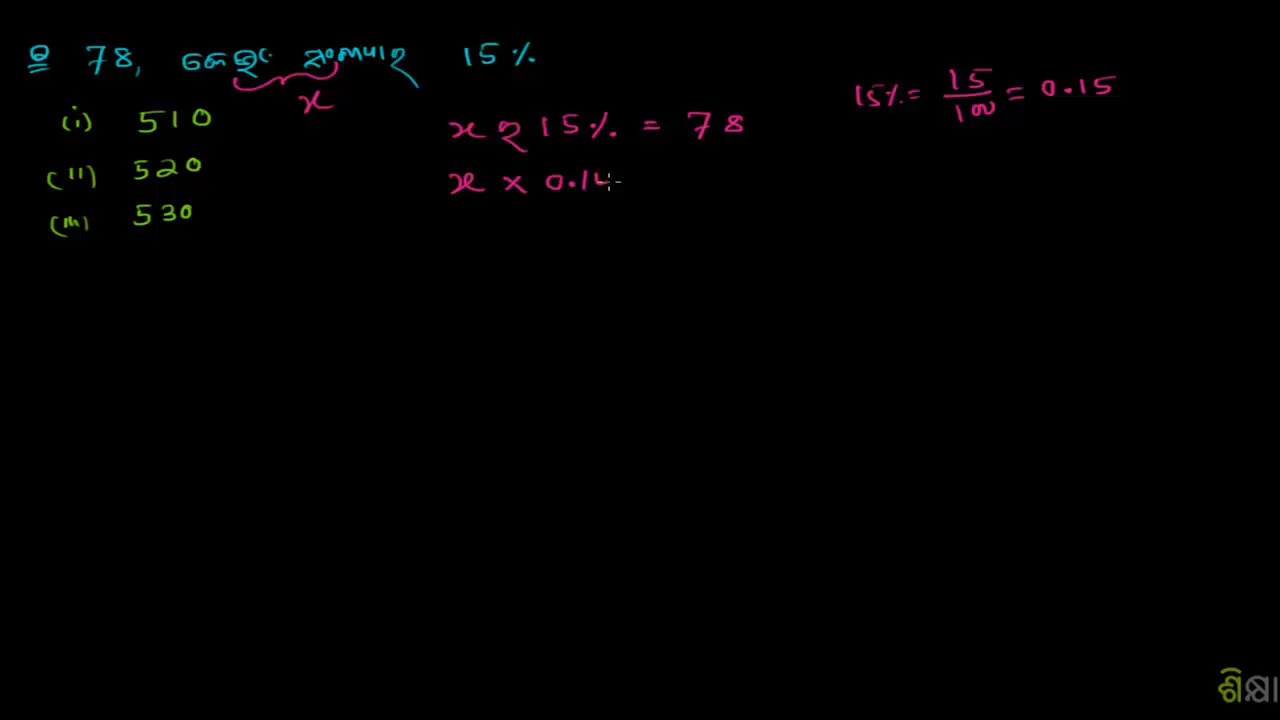 ଛ 78, କେଉଁ ସଂଖ୍ୟାର 15%
x
(i) 510
(ii) 520
(iii) 530
x ର 15% = 78
x × 0.1
15% = 15/100 = 0.15
ଶିକ୍ଷା